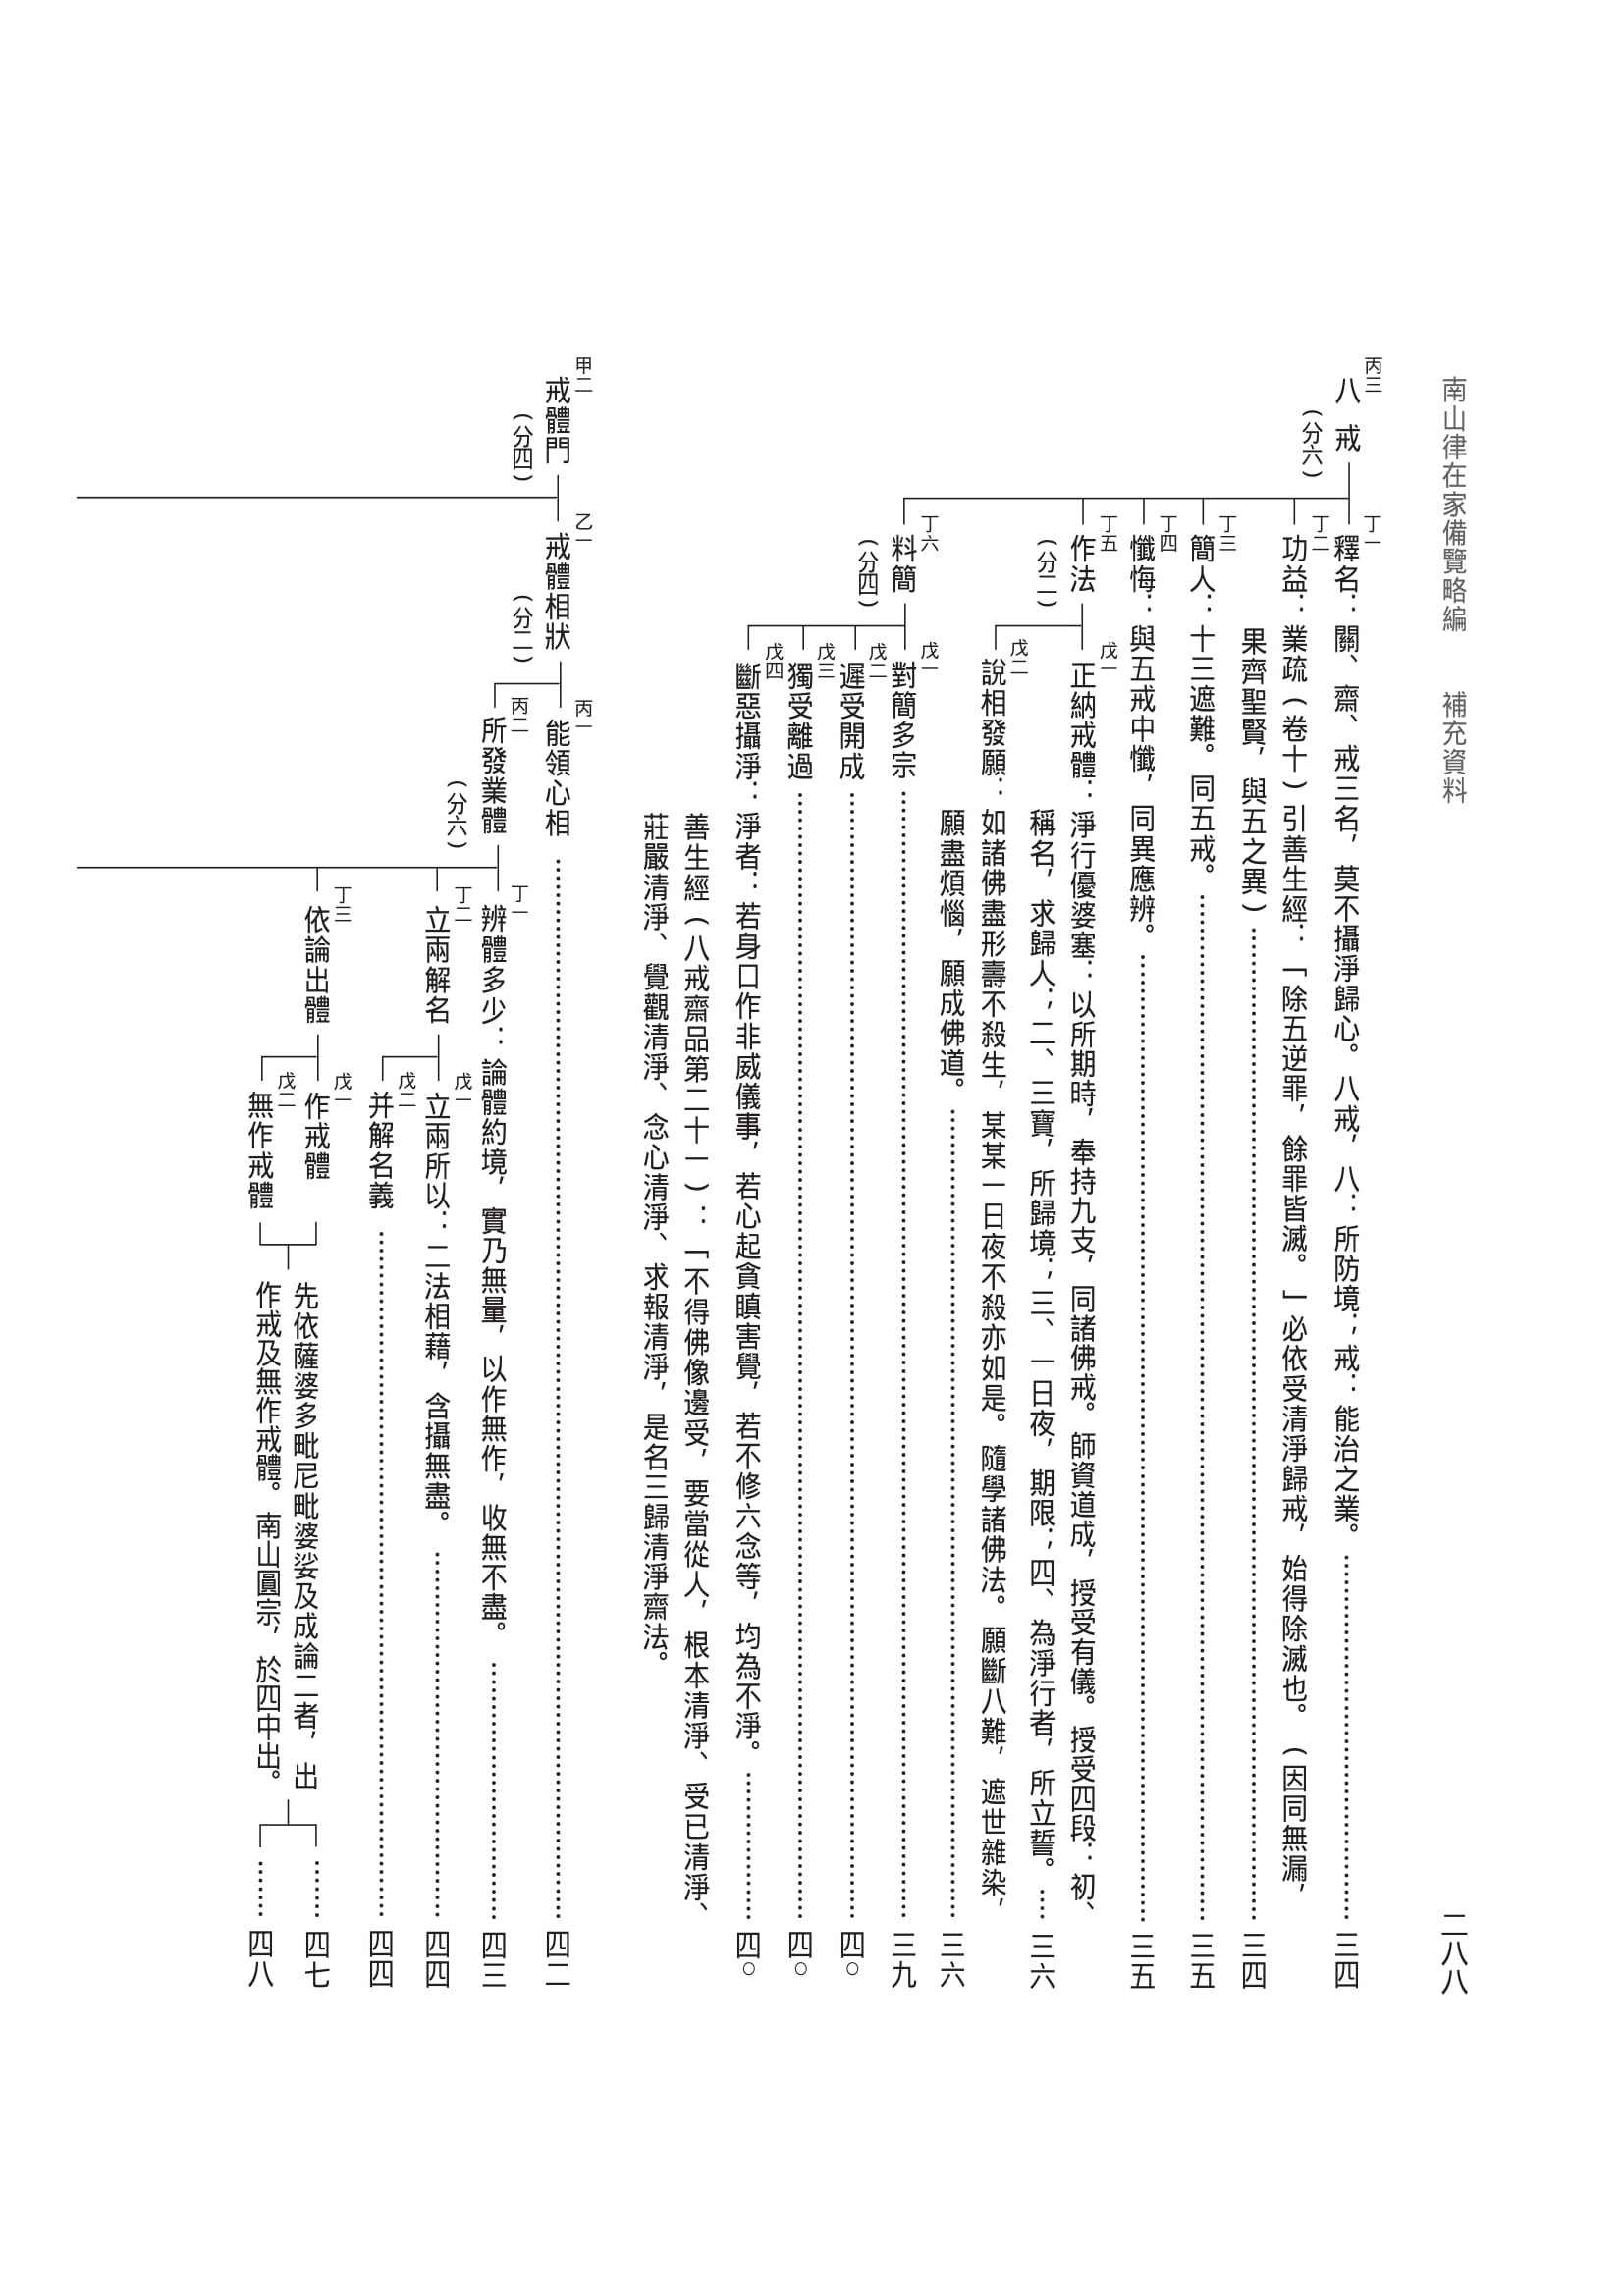 南山律在家備覽略編　補充資料
二八八
丙三
八戒
（分六）
丁一
釋名：關、齋、戒三名，莫不攝淨歸心。八戒，八：所防境；戒：能治之業。……三四
丁二
功益：業疏（卷十）引善生經：「除五逆罪，餘罪皆滅。」必依受清淨歸戒，始得除滅也。（因同無漏，
果齊聖賢，與五之異）……三四
丁三
簡人：十三遮難。同五戒。……三五
丁四
懺悔：與五戒中懺，同異應辨。……三五
丁五
作法
（分二）
戊一
正納戒體：淨行優婆塞：以所期時，奉持九支，同諸佛戒。師資道成，授受有儀。授受四段：初、
稱名，求歸人；二、三寶，所歸境；三、一日夜，期限；四、為淨行者，所立誓。……三六
戊二
說相發願：如諸佛盡形壽不殺生，某某一日夜不殺亦如是。隨學諸佛法。願斷八難，遮世雜染，
願盡煩惱，願成佛道。……三六
丁六
料簡
（分四）
戊一
對簡多宗……三九
戊二
遲受開成……四○
戊三
獨受離過……四○
戊四
斷惡攝淨：淨者：若身口作非威儀事，若心起貪瞋害覺，若不修六念等，均為不淨。……四○
善生經（八戒齋品第二十一）：「不得佛像邊受，要當從人，根本清淨、受已清淨、
莊嚴清淨、覺觀清淨、念心清淨、求報清淨，是名三歸清淨齋法。
甲二
戒體門
（分四）
乙一
戒體相狀
（分二）
丙一
能領心相……四二
丙二
所發業體
（分六）
丁一
辨體多少：論體約境，實乃無量，以作無作，收無不盡。……四三
丁二
立兩解名
戊一
立兩所以：二法相藉，含攝無盡。……四四
戊二
并解名義……四四
丁三
依論出體
戊一
作戒體
戊二
無作戒體
先依薩婆多毗尼毗婆娑及成論二者，出
作戒及無作戒體。南山圓宗，於四中出。
……四七
……四八